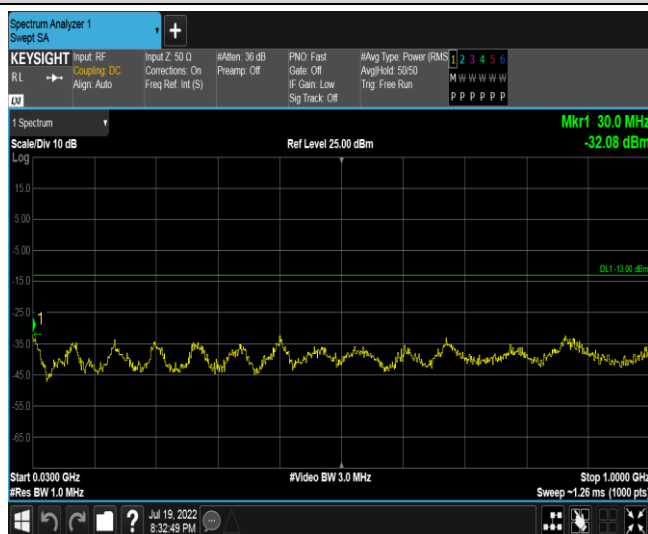 Spectrum Analyzer 1
Swept SA
+
KEYSIGHT
RL
LXI
Input: RF
Coupling: DC
Align: Auto
Input Z: 50 Ω
Corrections: On
Freq Ref: Int (S)
#Atten: 36 dB
Preamp: Off
PNO: Fast
Gate: Off
IF Gain: Low
Sig Track: Off
#Avg Type: Power (RMS
Avg|Hold: 50/50
Trig: Free Run
1 2 3 4 5 6
M W W W W W
P P P P P P
1 Spectrum
Mkr1 30.0 MHz
Scale/Div 10 dB
Ref Level 25.00 dBm
-32.08 dBm
Log
15.0
5.00
-5.00
DL1 -13.00 dBm
-15.0
-25.0
1
-35.0
-45.0
-55.0
-65.0
Start 0.0300 GHz
#Video BW 3.0 MHz
Stop 1.0000 GHz
#Res BW 1.0 MHz
Sweep ~1.26 ms (1000 pts)
?
Jul 19, 2022
8:32:49 PM